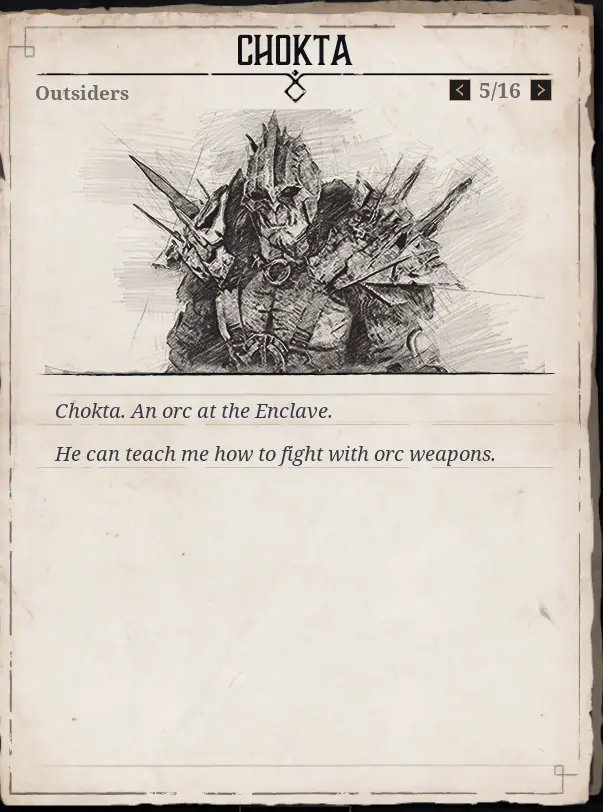 CHOKTA
Outsiders
< 5/16 >
Chokta. An orc at the Enclave.
He can teach me how to fight with orc weapons.